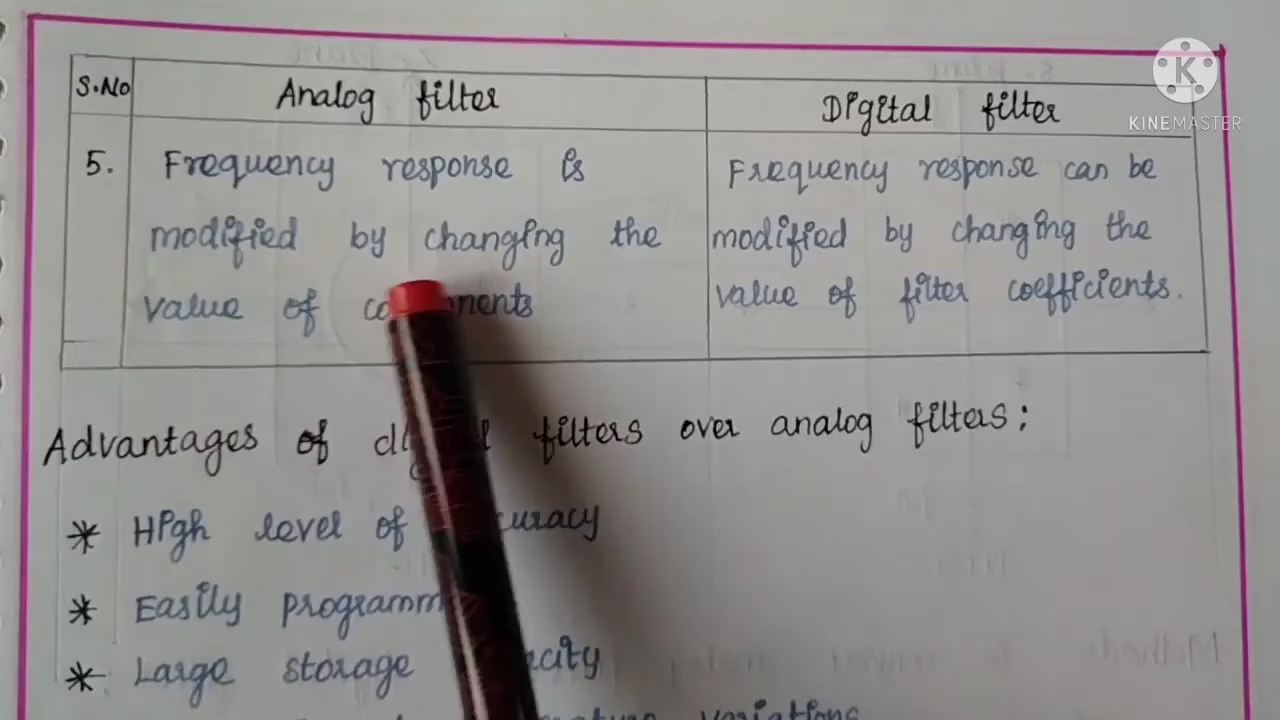 S.No Analog filter Digital filter
5. Frequency response is
modified by changing the
value of
Frequency response can be
modified by changing the
value of filter coefficients.
Advantages of filters over analog filters:
* High level of
* Easily
* Large storage
variations
KINEMASTER